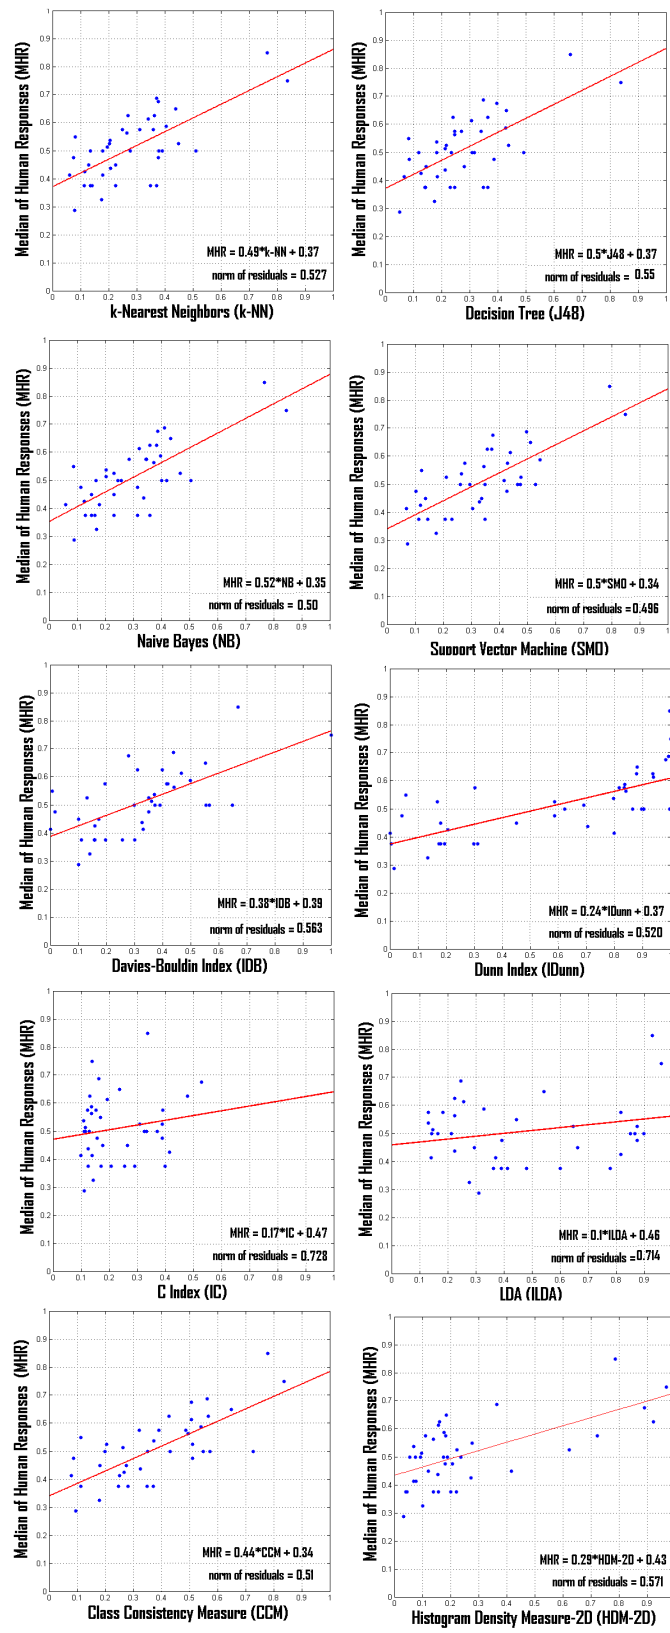 Median of Human Responses (MHR)
MHR = 0.49*k-NN + 0.37
norm of residuals = 0.527
k-Nearest Neighbors (k-NN)
Median of Human Responses (MHR)
MHR = 0.5*J48 + 0.37
norm of residuals = 0.55
Decision Tree (J48)
Median of Human Responses (MHR)
MHR = 0.52*NB + 0.35
norm of residuals = 0.50
Naive Bayes (NB)
Median of Human Responses (MHR)
MHR = 0.5*SMO + 0.34
norm of residuals = 0.496
Support Vector Machine (SMO)
Median of Human Responses (MHR)
MHR = 0.38*IDB + 0.39
norm of residuals = 0.563
Davies-Bouldin Index (IDB)
Median of Human Responses (MHR)
MHR = 0.24*IDunn + 0.37
norm of residuals = 0.520
Dunn Index (IDunn)
Median of Human Responses (MHR)
MHR = 0.17*IC + 0.47
norm of residuals = 0.728
C Index (IC)
Median of Human Responses (MHR)
MHR = 0.1*ILDA + 0.46
norm of residuals = 0.714
LDA (ILDA)
Median of Human Responses (MHR)
MHR = 0.44*CCM + 0.34
norm of residuals = 0.51
Class Consistency Measure (CCM)
Median of Human Responses (MHR)
MHR = 0.29*HDM-2D + 0.43
norm of residuals = 0.571
Histogram Density Measure-2D (HDM-2D)